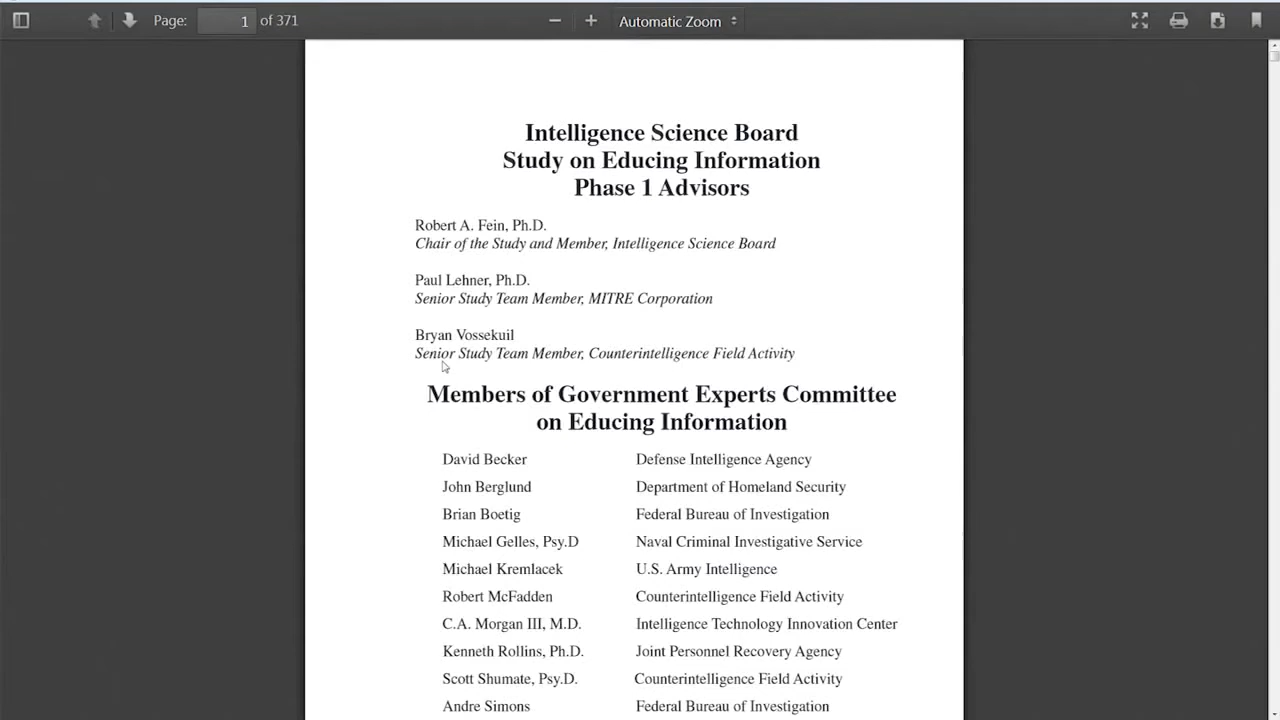 Page: 1 of 371 Automatic Zoom
Intelligence Science Board
Study on Educing Information
Phase 1 Advisors
Robert A. Fein, Ph.D.
Chair of the Study and Member, Intelligence Science Board
Paul Lehner, Ph.D.
Senior Study Team Member, MITRE Corporation
Bryan Vossekuil
Senior Study Team Member, Counterintelligence Field Activity
Members of Government Experts Committee
on Educing Information
David Becker Defense Intelligence Agency
John Berglund Department of Homeland Security
Brian Boetig Federal Bureau of Investigation
Michael Gelles, Psy.D Naval Criminal Investigative Service
Michael Kremlacek U.S. Army Intelligence
Robert McFadden Counterintelligence Field Activity
C.A. Morgan III, M.D. Intelligence Technology Innovation Center
Kenneth Rollins, Ph.D. Joint Personnel Recovery Agency
Scott Shumate, Psy.D. Counterintelligence Field Activity
Andre Simons Federal Bureau of Investigation